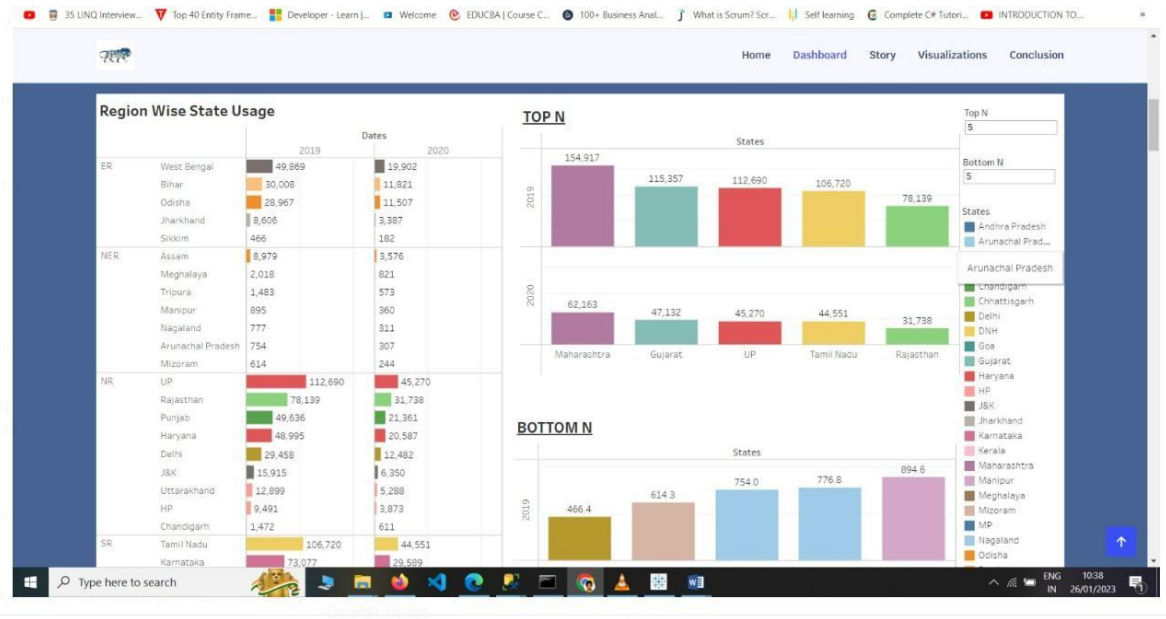 35 LINQ Interview...
Top 40 Entity Frame...
Developer - Learn |...
Welcome
EDUCBA | Course C...
100+ Business Anal...
What is Scrum? Scr...
Self learning
Complete C# Tutori...
INTRODUCTION TO...
»
Home Dashboard Story Visualizations Conclusion
Region Wise State Usage
Dates
2019 2020
ER West Bengal 49,869 19,902
Bihar 30,008 11,821
Odisha 28,967 11,507
Jharkhand 8,606 3,387
Sikkim 466 182
NER Assam 8,979 3,576
Meghalaya 2,018 821
Tripura 1,483 573
Manipur 895 360
Nagaland 777 311
Arunachal Pradesh 754 307
Mizoram 614 244
NR UP 112,690 45,270
Rajasthan 78,139 31,738
Punjab 49,636 21,361
Haryana 48,995 20,587
Delhi 29,458 12,482
J&K 15,915 6,350
Uttarakhand 12,899 5,288
HP 9,491 3,873
Chandigarh 1,472 611
SR Tamil Nadu 106,720 44,551
Karnataka 73,077 29,589
TOP N
States
2019
154,917 115,357 112,690 106,720 78,139
2020
62,163 47,132 45,270 44,551 31,738
Maharashtra Gujarat UP Tamil Nadu Rajasthan
BOTTOM N
States
2019
466.4 614.3 754.0 776.8 894.6
Top N
5
Bottom N
5
States
Andhra Pradesh
Arunachal Prad...
Arunachal Pradesh
Chandigarh
Chhattisgarh
Delhi
DNH
Goa
Gujarat
Haryana
HP
J&K
Jharkhand
Karnataka
Kerala
Maharashtra
Manipur
Meghalaya
Mizoram
MP
Nagaland
Odisha
Type here to search
ENG
IN
10:38
26/01/2023
Quarter Usage